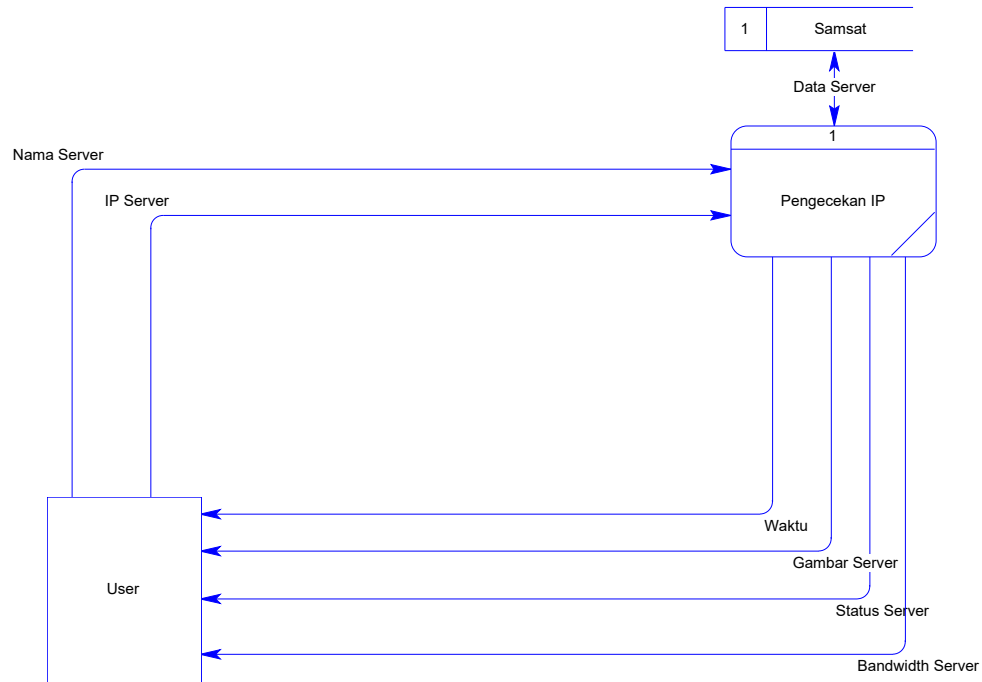 1
Samsat
Data Server
1
Nama Server
IP Server
Pengecekan IP
Waktu
Gambar Server
User
Status Server
Bandwidth Server